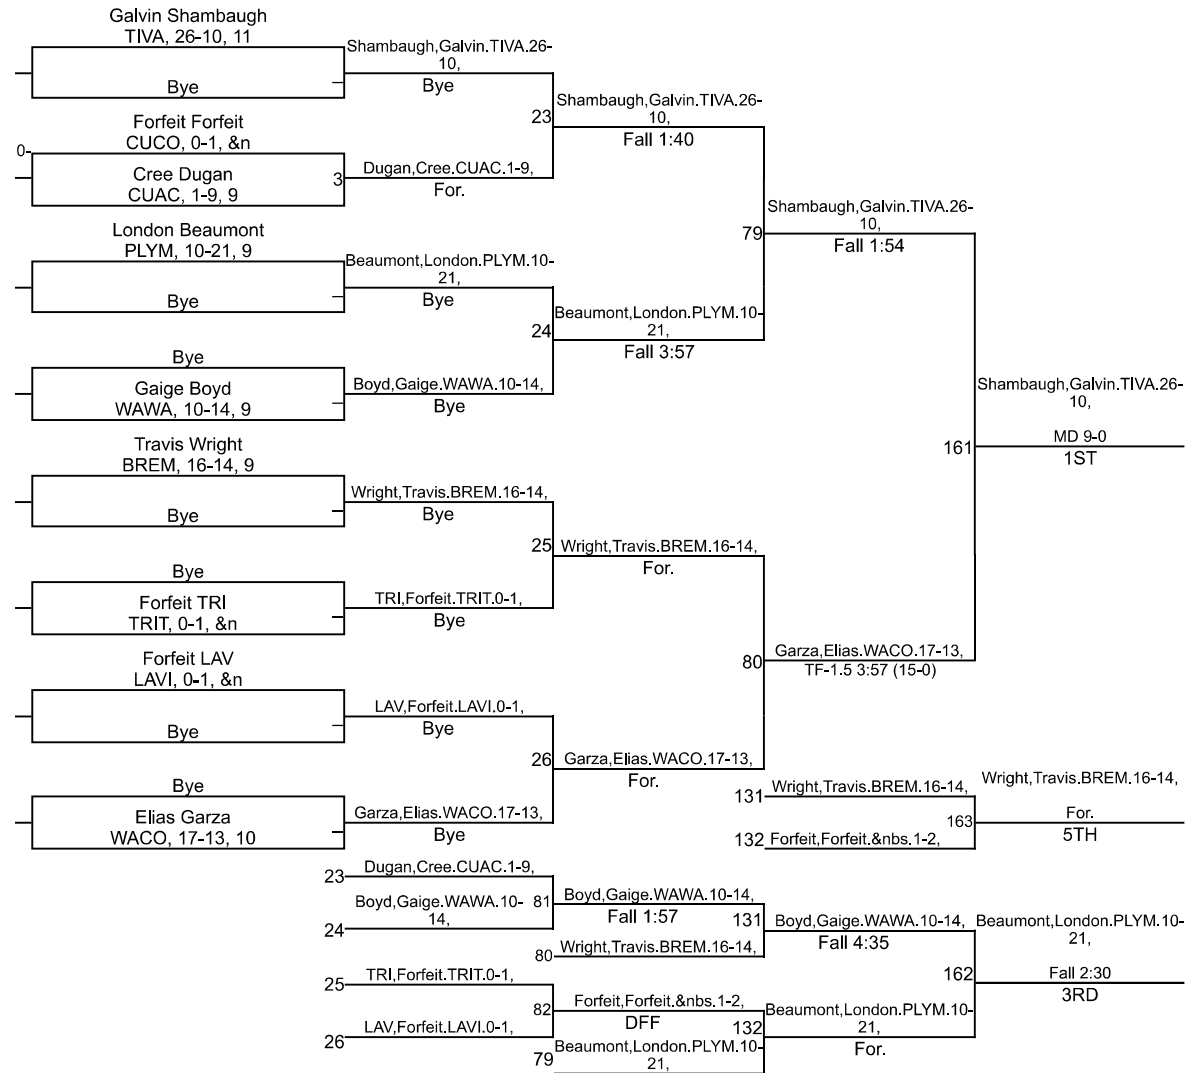 Galvin Shambaugh
TIVA, 26-10, 11
Bye
Shambaugh,Galvin.TIVA.26-
10,
Bye
Forfeit Forfeit
CUCO, 0-1, &n
0-
Cree Dugan
CUAC, 1-9, 9
3
Dugan,Cree.CUAC.1-9,
For.
23
Shambaugh,Galvin.TIVA.26-
10,
Fall 1:40
London Beaumont
PLYM, 10-21, 9
Bye
Beaumont,London.PLYM.10-
21,
Bye
Bye
Gaige Boyd
WAWA, 10-14, 9
Boyd,Gaige.WAWA.10-14,
Bye
24
Beaumont,London.PLYM.10-
21,
Fall 3:57
79
Shambaugh,Galvin.TIVA.26-
10,
Fall 1:54
Travis Wright
BREM, 16-14, 9
Bye
Wright,Travis.BREM.16-14,
Bye
Bye
Forfeit TRI
TRIT, 0-1, &n
TRI,Forfeit.TRIT.0-1,
Bye
25
Wright,Travis.BREM.16-14,
For.
Forfeit LAV
LAVI, 0-1, &n
Bye
LAV,Forfeit.LAVI.0-1,
Bye
Bye
Elias Garza
WACO, 17-13, 10
Garza,Elias.WACO.17-13,
Bye
26
Garza,Elias.WACO.17-13,
For.
80
Garza,Elias.WACO.17-13,
TF-1.5 3:57 (15-0)
161
Shambaugh,Galvin.TIVA.26-
10,
MD 9-0
1ST
131
Wright,Travis.BREM.16-14,
132
Forfeit,Forfeit.&nbs.1-2,
163
Wright,Travis.BREM.16-14,
For.
5TH
23
Dugan,Cree.CUAC.1-9,
24
Boyd,Gaige.WAWA.10-
14,
81
Boyd,Gaige.WAWA.10-14,
Fall 1:57
80
Wright,Travis.BREM.16-14,
131
Boyd,Gaige.WAWA.10-14,
Fall 4:35
25
TRI,Forfeit.TRIT.0-1,
26
LAV,Forfeit.LAVI.0-1,
82
Forfeit,Forfeit.&nbs.1-2,
DFF
79
Beaumont,London.PLYM.10-
21,
132
Beaumont,London.PLYM.10-
21,
For.
162
Beaumont,London.PLYM.10-
21,
Fall 2:30
3RD